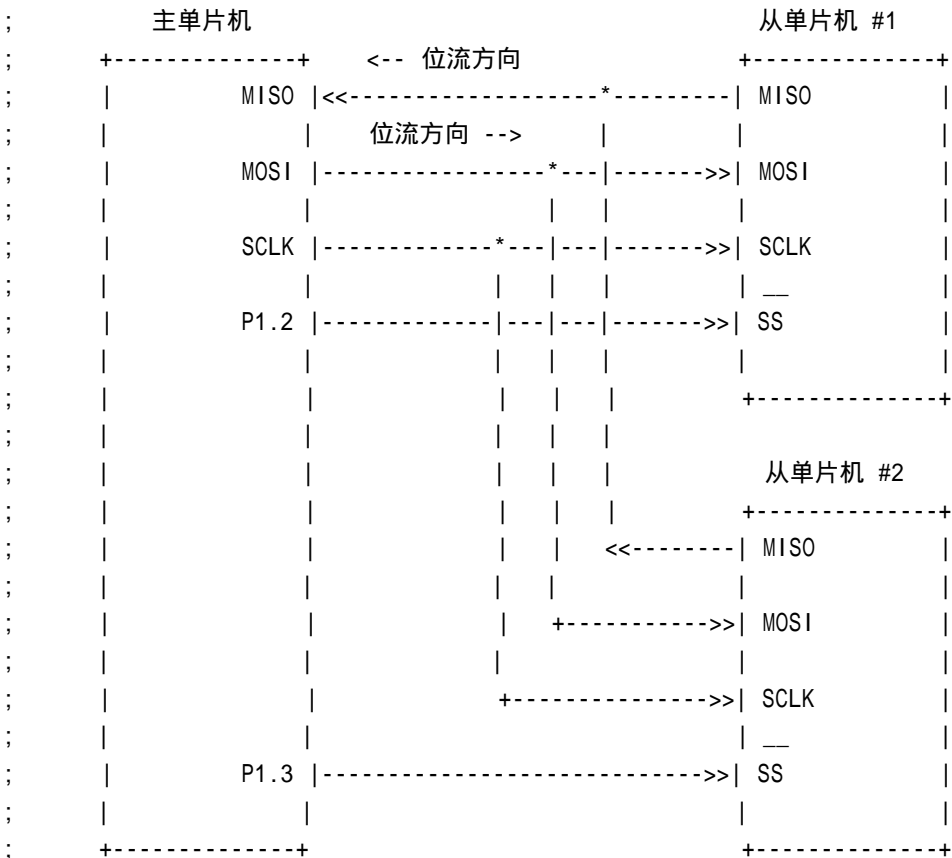 ;        主单片机                                  从单片机 #1
;     +--------------+    <-- 位流方向                +--------------+
;     |         MISO |<<-------------------*---------| MISO         |
;     |              |    位流方向 -->      |         |              |
;     |         MOSI |-----------------*---|------->>| MOSI         |
;     |              |                 |   |         |              |
;     |         SCLK |-------------*---|---|------->>| SCLK         |
;     |              |             |   |   |         | __           |
;     |         P1.2 |-------------|---|---|------->>| SS           |
;     |              |             |   |   |         |              |
;     |              |             |   |   |         +--------------+
;     |              |             |   |   |
;     |              |             |   |   |          从单片机 #2
;     |              |             |   |   |         +--------------+
;     |              |             |   |   <<--------| MISO         |
;     |              |             |   |             |              |
;     |              |             |   +----------->>| MOSI         |
;     |              |             |                 |              |
;     |              |             +--------------->>| SCLK         |
;     |              |                               | __           |
;     |         P1.3 |----------------------------->>| SS           |
;     |              |                               |              |
;     +--------------+                               +--------------+